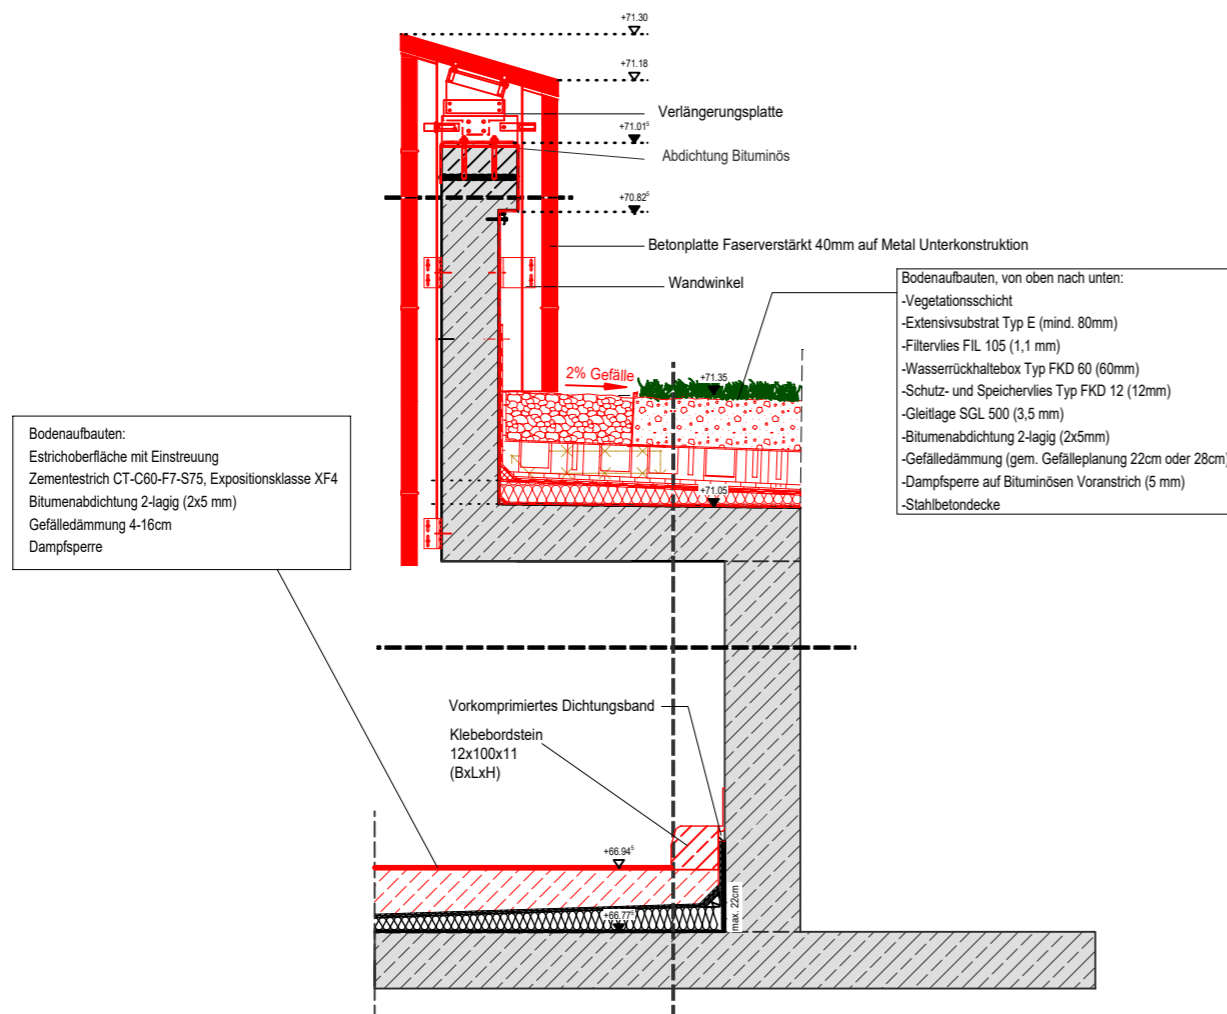 +71.30
+71.18
Verlängerungsplatte
+71.01⁵
Abdichtung Bituminös
+70.82⁵
Betonplatte Faserverstärkt 40mm auf Metal Unterkonstruktion
Wandwinkel
Bodenaufbauten, von oben nach unten:
-Vegetationsschicht
-Extensivsubstrat Typ E (mind. 80mm)
-Filtervlies FIL 105 (1,1 mm)
-Wasserrückhaltebox Typ FKD 60 (60mm)
-Schutz- und Speichervlies Typ FKD 12 (12mm)
-Gleitlage SGL 500 (3,5 mm)
-Bitumenabdichtung 2-lagig (2x5mm)
-Gefälledämmung (gem. Gefälleplanung 22cm oder 28cm)
-Dampfsperre auf Bituminösen Voranstrich (5 mm)
-Stahlbetondecke
2% Gefälle
+71.35
+71.05
Bodenaufbauten:
Estrichoberfläche mit Einstreuung
Zementestrich CT-C60-F7-S75, Expositionsklasse XF4
Bitumenabdichtung 2-lagig (2x5 mm)
Gefälledämmung 4-16cm
Dampfsperre
Vorkomprimiertes Dichtungsband
Klebebordstein
12x100x11
(BxLxH)
+66.94⁵
+66.77⁵
max. 22cm